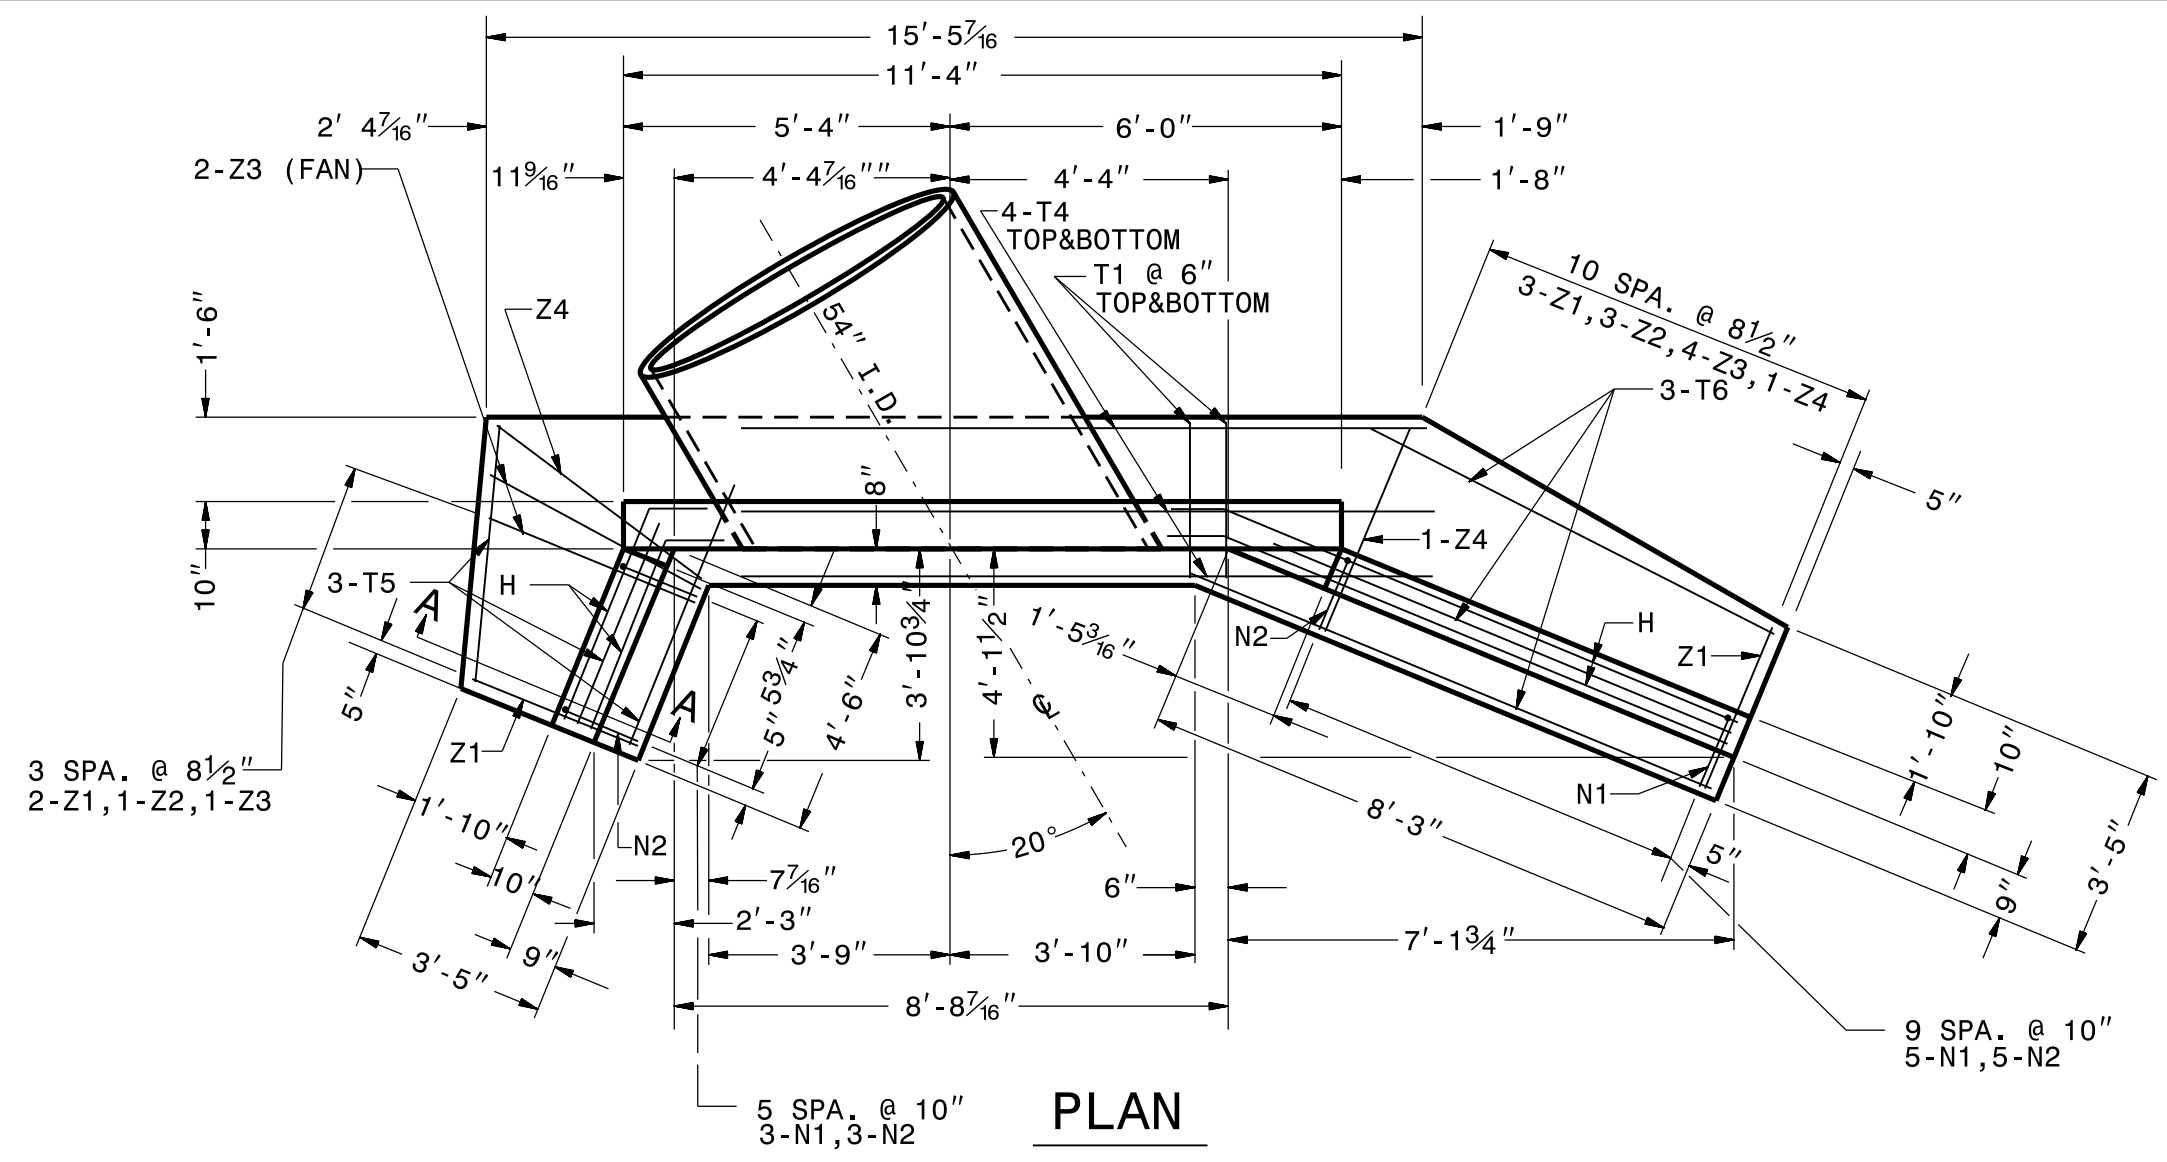 15'-5 7/16
11'-4"
2' 4 7/16"
5'-4"
6'-0"
1'-9"
2-Z3 (FAN)
11 9/16"
4'-4 7/16""
4'-4"
1'-8"
4-T4
TOP&BOTTOM
T1 @ 6"
TOP&BOTTOM
10 SPA. @ 8 1/2"
3-Z1,3-Z2,4-Z3,1-Z4
1'-6"
Z4
54" I.D.
3-T6
5"
8"
10"
1-Z4
3-T5
H
A
A
5"
5 3/4"
5"
4'-6"
3'-10 3/4"
4'-1 1/2"
1'-5 3/16"
N2
H
Z1
℄
Z1
1'-10"
10"
3 SPA. @ 8 1/2"
2-Z1,1-Z2,1-Z3
1'-10"
N2
10"
9"
3'-5"
20°
8'-3"
N1
5"
9"
3'-5"
7 7/16"
6"
2'-3"
3'-9"
3'-10"
7'-1 3/4"
8'-8 7/16"
9 SPA. @ 10"
5-N1,5-N2
5 SPA. @ 10"
3-N1,3-N2
PLAN